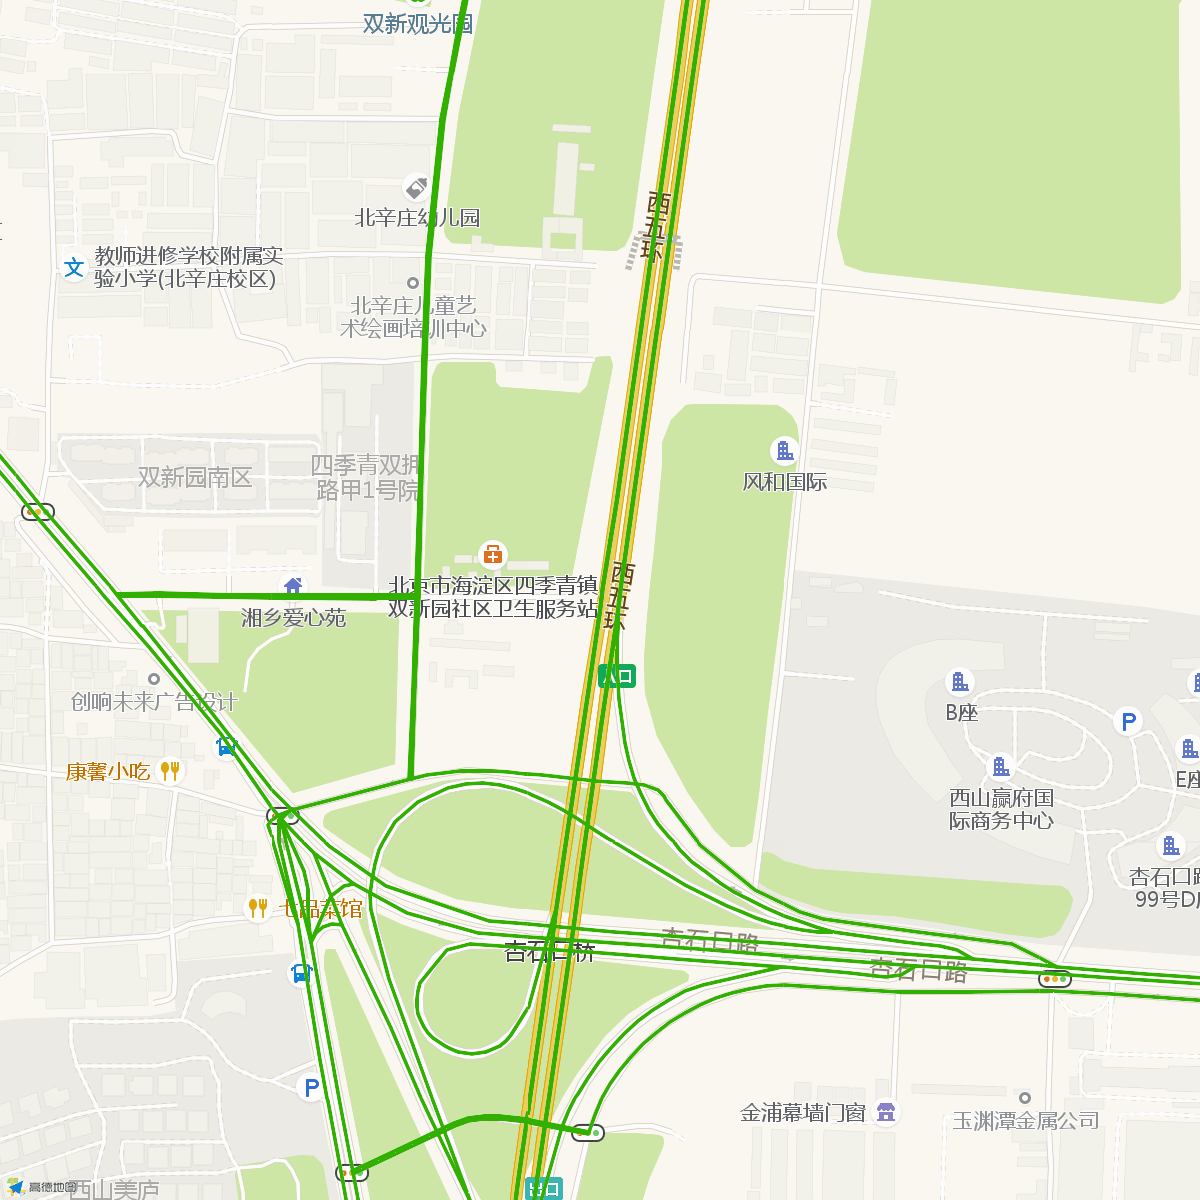 双新观光园
西五环
北辛庄幼儿园
教师进修学校附属实
验小学(北辛庄校区)
北辛庄儿童艺
术绘画培训中心
风和国际
双新园南区
四季青双拥
路甲1号院
西五环
北京市海淀区四季青镇
双新园社区卫生服务站
湘乡爱心苑
入口
创响未来广告设计
B座
P
E座
康馨小吃
西山赢府国
际商务中心
杏石口路
99号D座
七品菜馆
杏石口桥
杏石口路
杏石口路
P
金浦幕墙门窗
玉渊潭金属公司
高德地图
西山美庐
出口